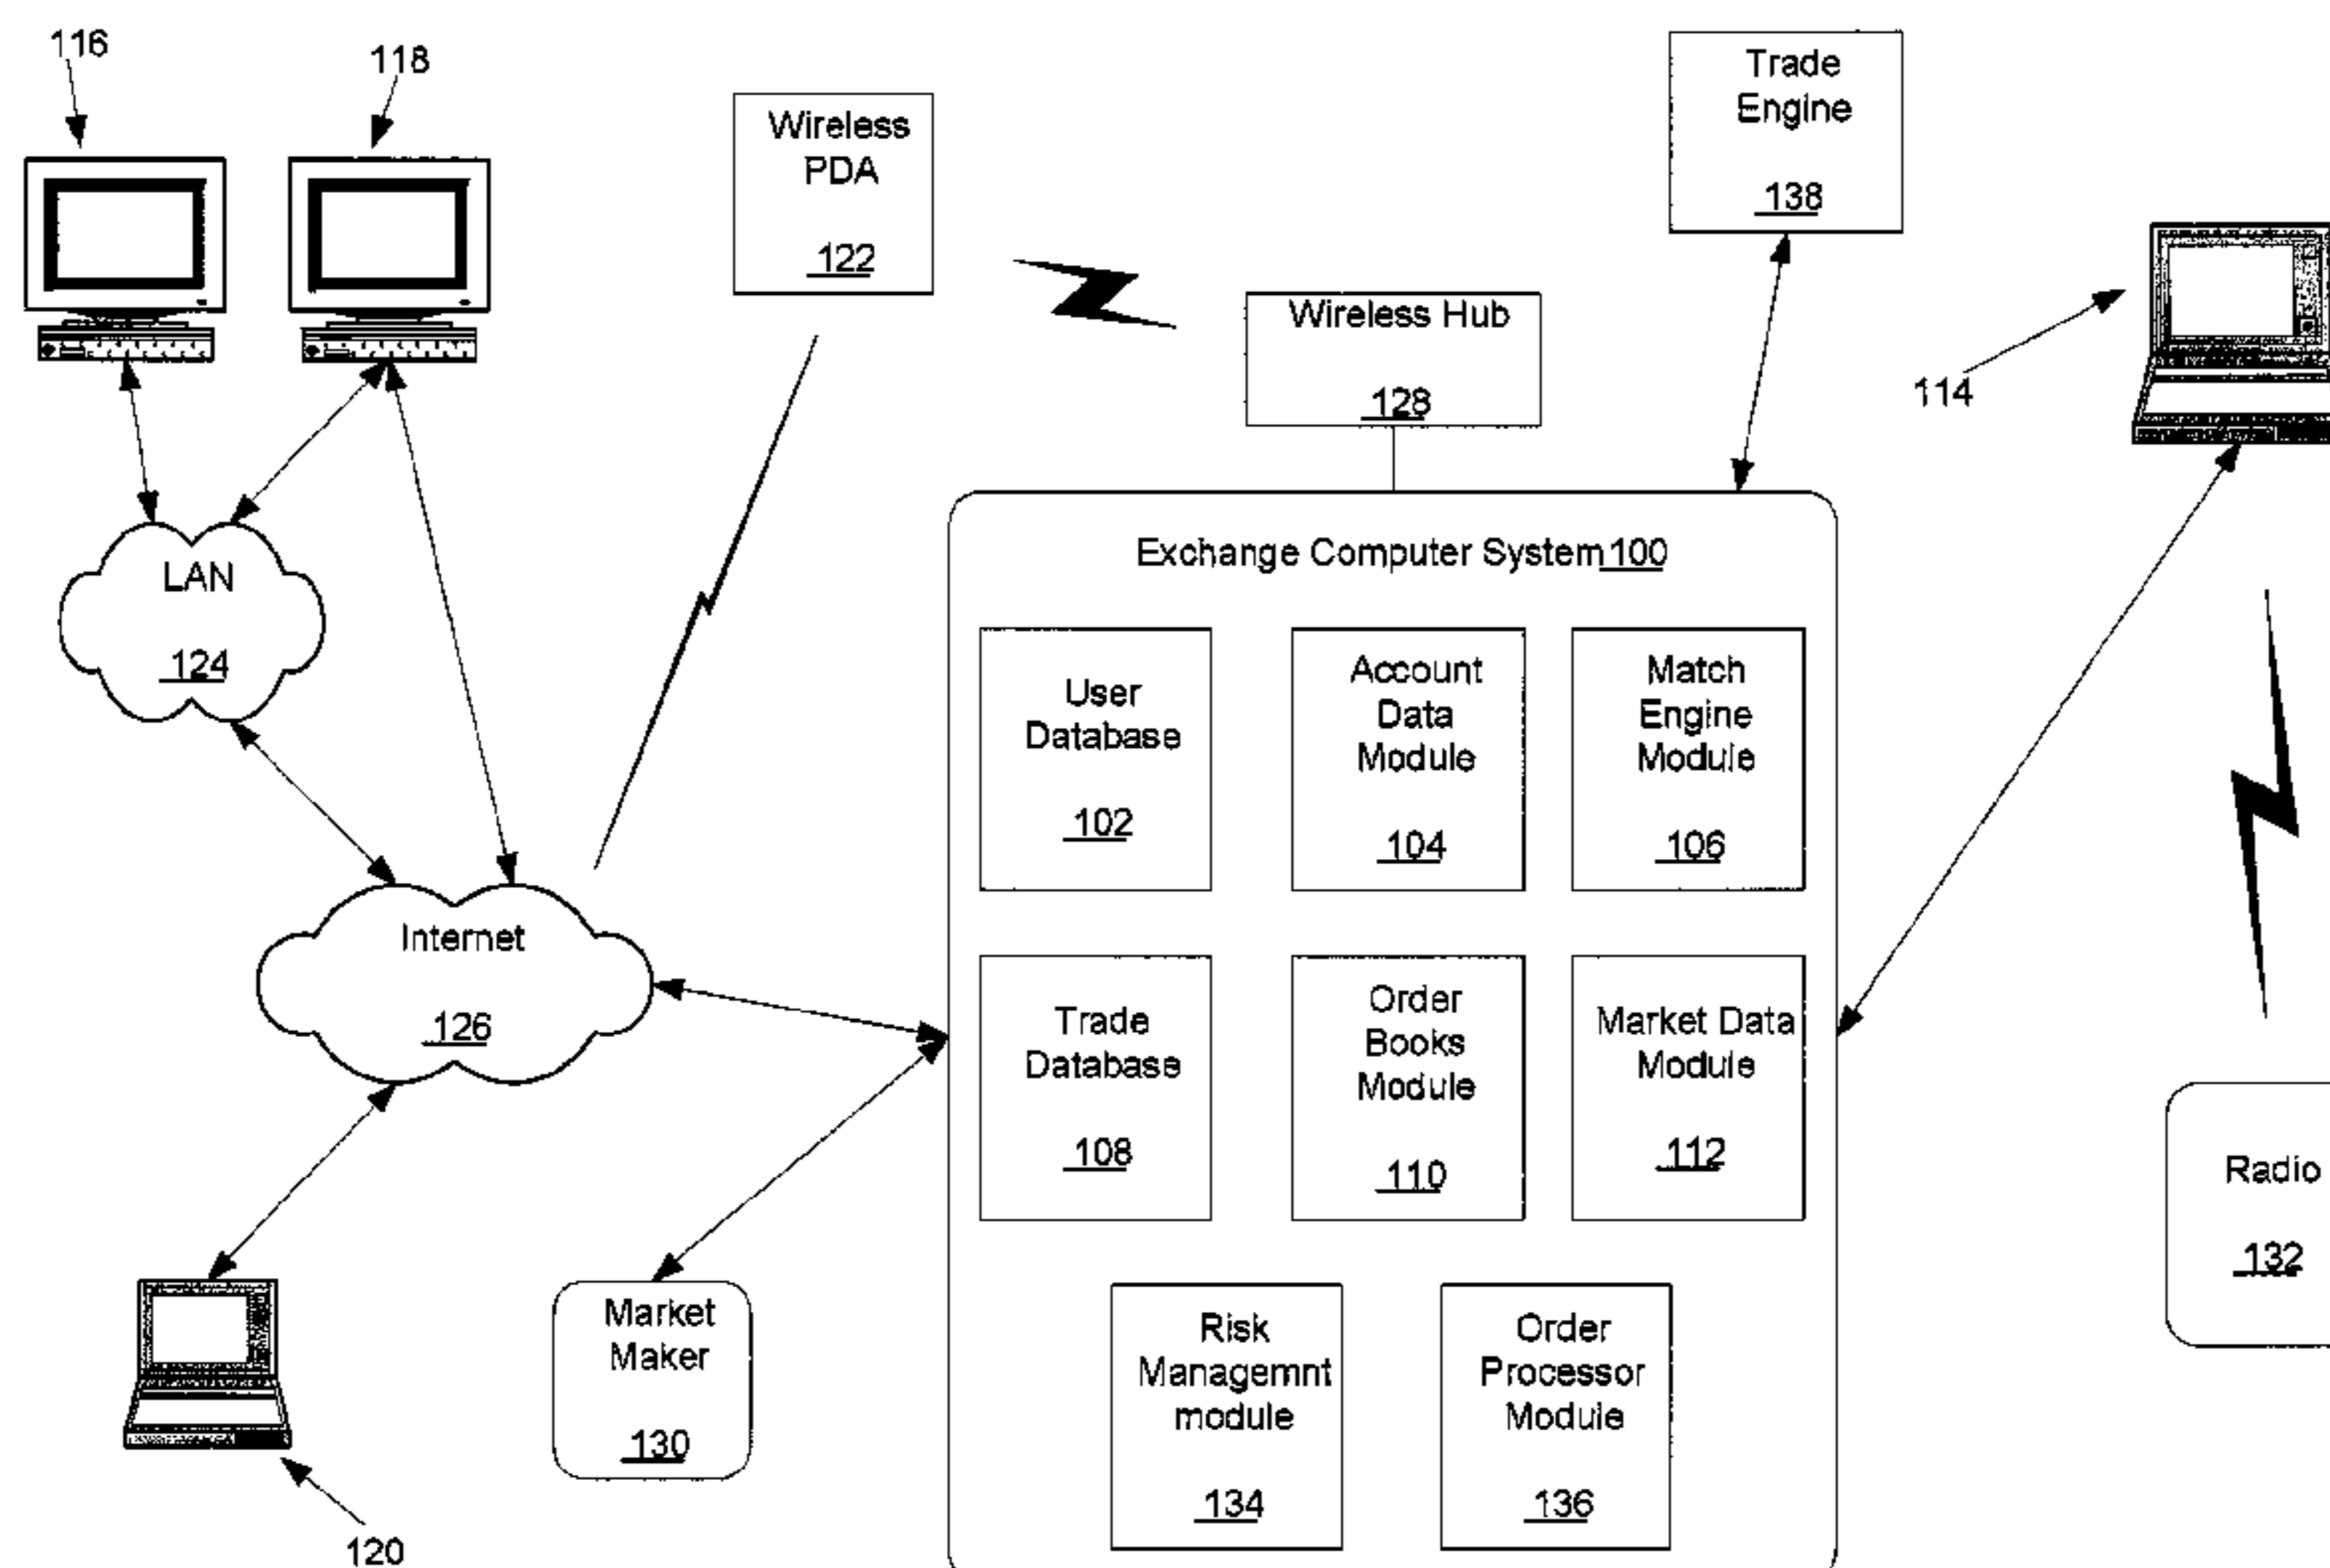 116
118
Wireless
PDA
122
Trade
Engine
138
Wireless Hub
128
114
LAN
124
Exchange Computer System 100
User
Database
102
Account
Data
Module
104
Match
Engine
Module
106
Internet
126
Trade
Database
108
Order
Books
Module
110
Market Data
Module
112
Radio
132
Market
Maker
130
Risk
Managemnt
module
134
Order
Processor
Module
136
120